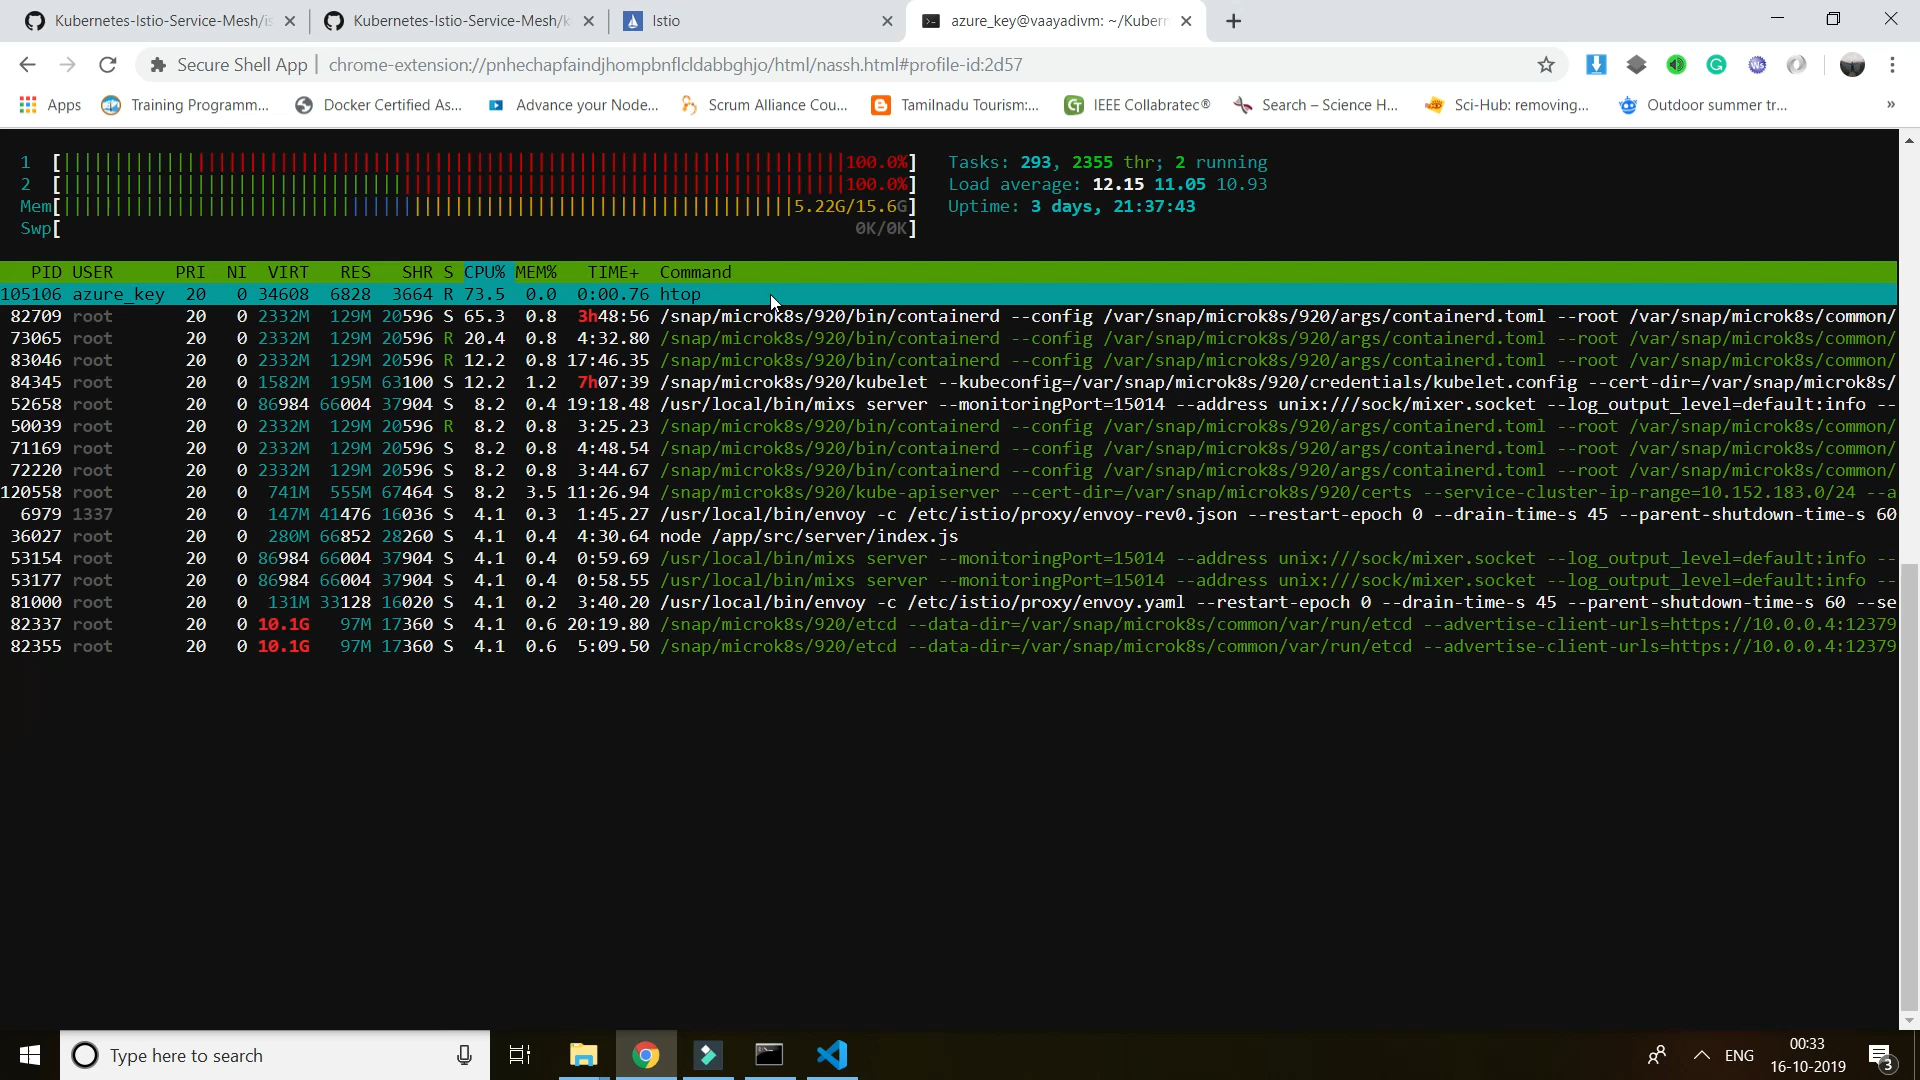 Kubernetes-Istio-Service-Mesh/is
Kubernetes-Istio-Service-Mesh/k
Istio
azure_key@vaayadivm: ~/Kubern
Secure Shell App | chrome-extension://pnhechapfaindjhompbnflcldabbghjo/html/nassh.html#profile-id:2d57
Apps Training Programm... Docker Certified As... Advance your Node... Scrum Alliance Cou... Tamilnadu Tourism:... IEEE Collabratec® Search – Science H... Sci-Hub: removing... Outdoor summer tr... »
1 [100.0%] Tasks: 293, 2355 thr; 2 running
2 [100.0%] Load average: 12.15 11.05 10.93
Mem[5.22G/15.6G] Uptime: 3 days, 21:37:43
Swp[0K/0K]
PID USER PRI NI VIRT RES SHR S CPU% MEM% TIME+ Command
105106 azure_key 20 0 34608 6828 3664 R 73.5 0.0 0:00.76 htop
82709 root 20 0 2332M 129M 20596 S 65.3 0.8 3h48:56 /snap/microk8s/920/bin/containerd --config /var/snap/microk8s/920/args/containerd.toml --root /var/snap/microk8s/common/
73065 root 20 0 2332M 129M 20596 R 20.4 0.8 4:32.80 /snap/microk8s/920/bin/containerd --config /var/snap/microk8s/920/args/containerd.toml --root /var/snap/microk8s/common/
83046 root 20 0 2332M 129M 20596 R 12.2 0.8 17:46.35 /snap/microk8s/920/bin/containerd --config /var/snap/microk8s/920/args/containerd.toml --root /var/snap/microk8s/common/
84345 root 20 0 1582M 195M 63100 S 12.2 1.2 7h07:39 /snap/microk8s/920/kubelet --kubeconfig=/var/snap/microk8s/920/credentials/kubelet.config --cert-dir=/var/snap/microk8s/
52658 root 20 0 86984 66004 37904 S 8.2 0.4 19:18.48 /usr/local/bin/mixs server --monitoringPort=15014 --address unix:///sock/mixer.socket --log_output_level=default:info --
50039 root 20 0 2332M 129M 20596 R 8.2 0.8 3:25.23 /snap/microk8s/920/bin/containerd --config /var/snap/microk8s/920/args/containerd.toml --root /var/snap/microk8s/common/
71169 root 20 0 2332M 129M 20596 S 8.2 0.8 4:48.54 /snap/microk8s/920/bin/containerd --config /var/snap/microk8s/920/args/containerd.toml --root /var/snap/microk8s/common/
72220 root 20 0 2332M 129M 20596 S 8.2 0.8 3:44.67 /snap/microk8s/920/bin/containerd --config /var/snap/microk8s/920/args/containerd.toml --root /var/snap/microk8s/common/
120558 root 20 0 741M 555M 67464 S 8.2 3.5 11:26.94 /snap/microk8s/920/kube-apiserver --cert-dir=/var/snap/microk8s/920/certs --service-cluster-ip-range=10.152.183.0/24 --a
6979 1337 20 0 147M 41476 16036 S 4.1 0.3 1:45.27 /usr/local/bin/envoy -c /etc/istio/proxy/envoy-rev0.json --restart-epoch 0 --drain-time-s 45 --parent-shutdown-time-s 60
36027 root 20 0 280M 66852 28260 S 4.1 0.4 4:30.64 node /app/src/server/index.js
53154 root 20 0 86984 66004 37904 S 4.1 0.4 0:59.69 /usr/local/bin/mixs server --monitoringPort=15014 --address unix:///sock/mixer.socket --log_output_level=default:info --
53177 root 20 0 86984 66004 37904 S 4.1 0.4 0:58.55 /usr/local/bin/mixs server --monitoringPort=15014 --address unix:///sock/mixer.socket --log_output_level=default:info --
81000 root 20 0 131M 33128 16020 S 4.1 0.2 3:40.20 /usr/local/bin/envoy -c /etc/istio/proxy/envoy.yaml --restart-epoch 0 --drain-time-s 45 --parent-shutdown-time-s 60 --se
82337 root 20 0 10.1G 97M 17360 S 4.1 0.6 20:19.80 /snap/microk8s/920/etcd --data-dir=/var/snap/microk8s/common/var/run/etcd --advertise-client-urls=https://10.0.0.4:12379
82355 root 20 0 10.1G 97M 17360 S 4.1 0.6 5:09.50 /snap/microk8s/920/etcd --data-dir=/var/snap/microk8s/common/var/run/etcd --advertise-client-urls=https://10.0.0.4:12379
Type here to search
ENG
00:33
16-10-2019
3